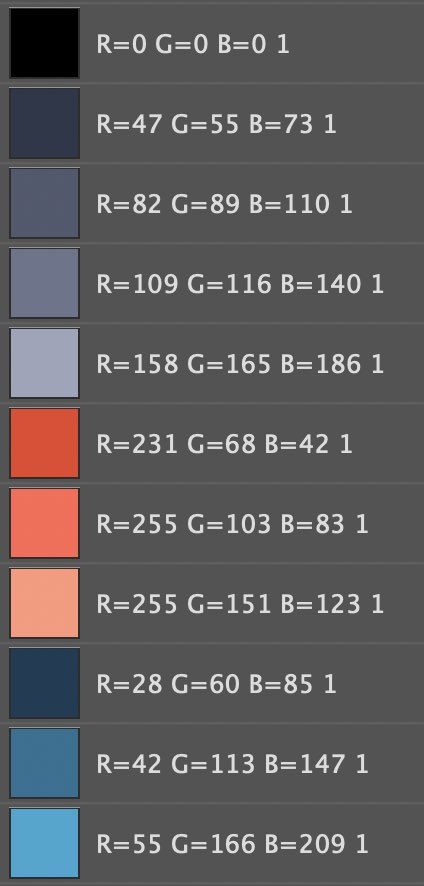 R=0 G=0 B=0 1
R=47 G=55 B=73 1
R=82 G=89 B=110 1
R=109 G=116 B=140 1
R=158 G=165 B=186 1
R=231 G=68 B=42 1
R=255 G=103 B=83 1
R=255 G=151 B=123 1
R=28 G=60 B=85 1
R=42 G=113 B=147 1
R=55 G=166 B=209 1